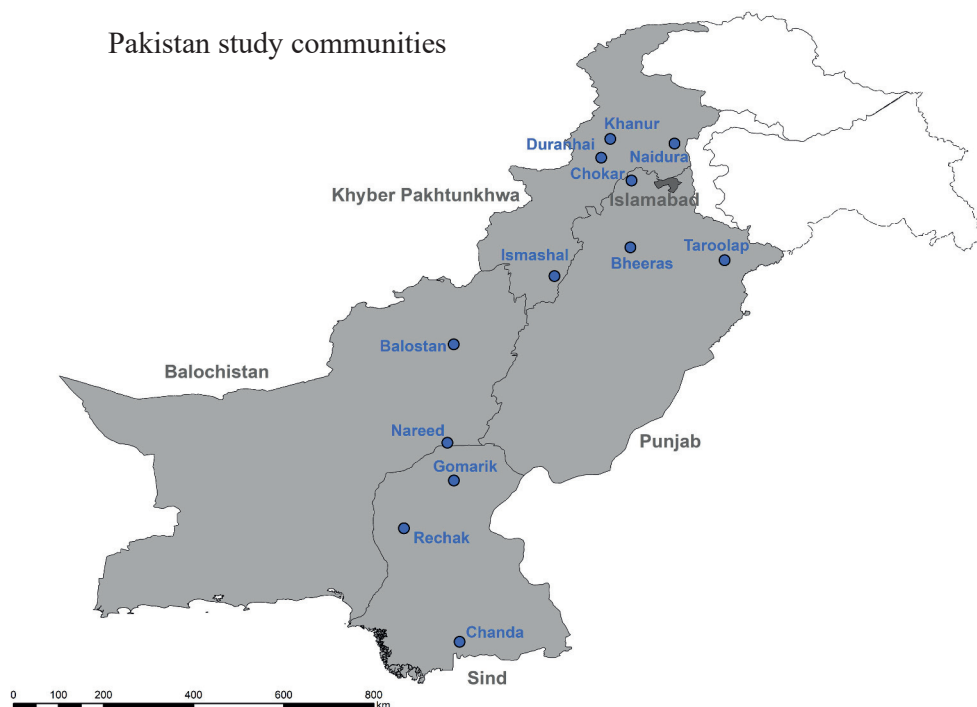 Pakistan study communities
Khanur
Duranhai
Naidura
Chokar
Khyber Pakhtunkhwa
Islamabad
Taroolap
Ismashal
Bheeras
Balostan
Balochistan
Nareed
Punjab
Gomarik
Rechak
Chanda
Sind
0 100 200 400 600 800
km